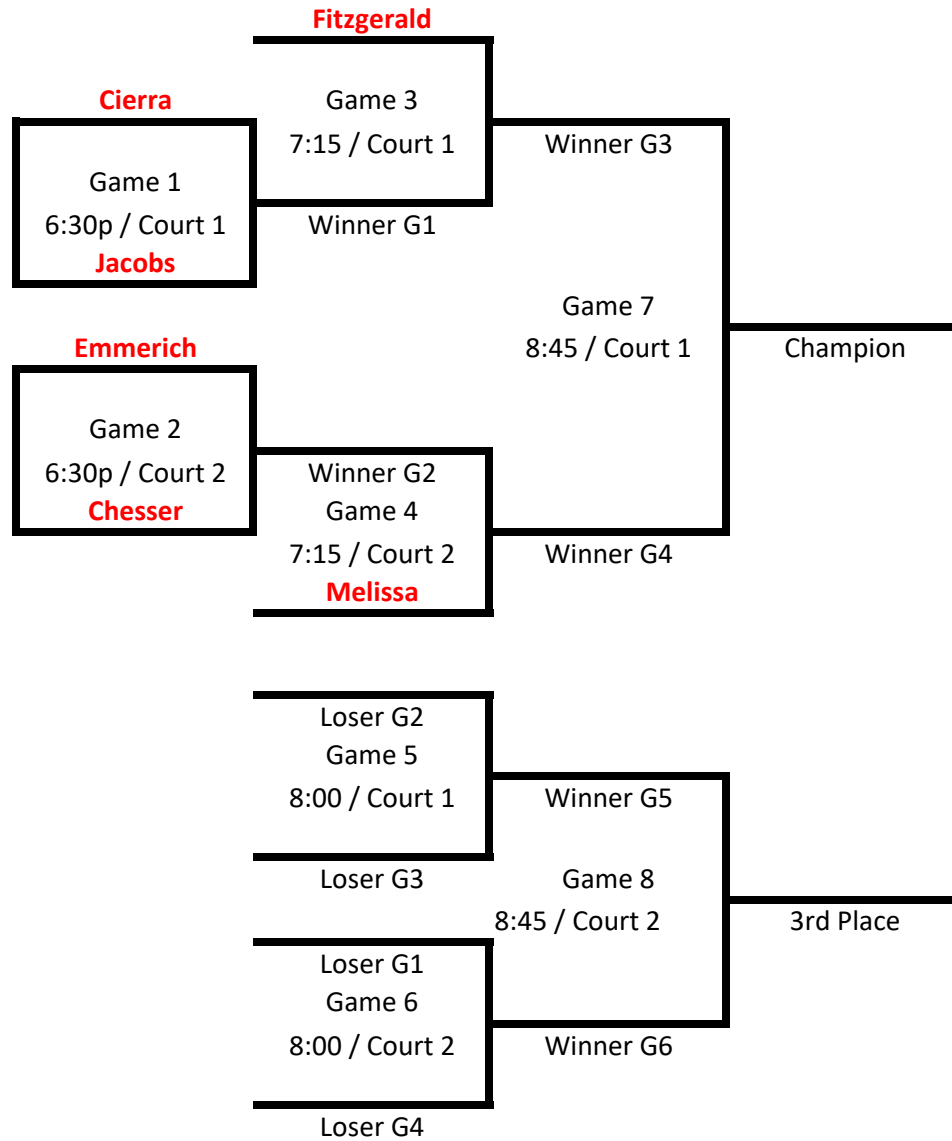 Fitzgerald
Cierra
Game 3
7:15 / Court 1
Winner G3
Game 1
6:30p / Court 1
Winner G1
Jacobs
Game 7
8:45 / Court 1
Emmerich
Champion
Game 2
6:30p / Court 2
Winner G2
Chesser
Game 4
7:15 / Court 2
Winner G4
Melissa
Loser G2
Game 5
8:00 / Court 1
Winner G5
Loser G3
Game 8
8:45 / Court 2
3rd Place
Loser G1
Game 6
8:00 / Court 2
Winner G6
Loser G4